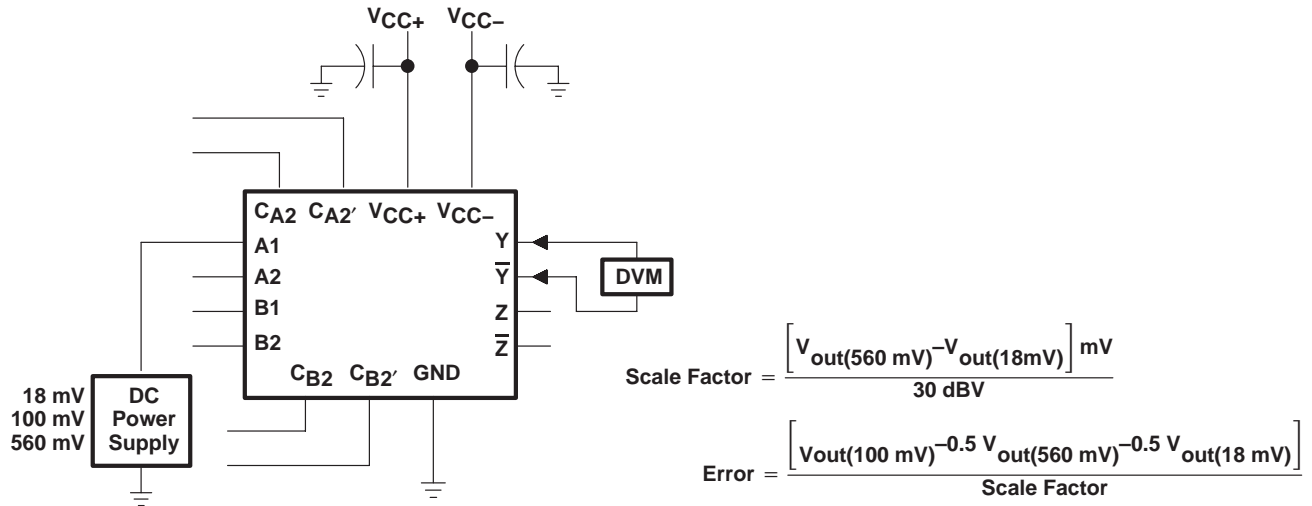 VCC+ VCC–
CA2 CA2′ VCC+ VCC–
A1 Y
A2 Y̅ DVM
B1 Z
B2 Z̅
CB2 CB2′ GND
18 mV
100 mV
560 mV
DC
Power
Supply
Scale Factor = [Vout(560 mV)–Vout(18mV)] mV
30 dBV
Error = [Vout(100 mV)–0.5 Vout(560 mV)–0.5 Vout(18 mV)]
Scale Factor